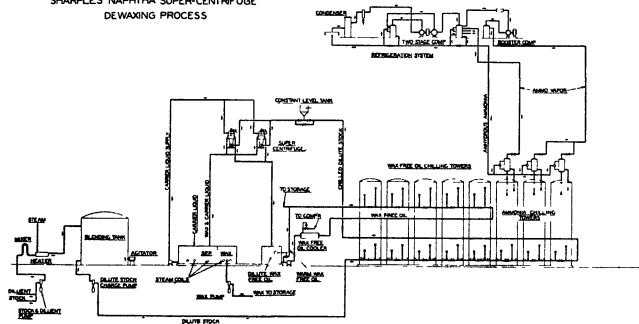 SHARPLES NAPHTHA SUPER-CENTRIFUGE
DEWAXING PROCESS
CONDENSER
TWO STAGE COMP
BOOSTER COMP
REFRIGERATION SYSTEM
AMMO VAPOR
ANHYDROUS AMMONIA
CONSTANT LEVEL TANK
SUPER
CENTRIFUGE
CARRIER LIQUID SUPPLY
CHILLED DILUTE STOCK
WAX FREE OIL CHILLING TOWERS
AMMONIA CHILLING
TOWERS
TO STORAGE
CARRIER LIQUID
WAX & CARRIER LIQUID
TO COMPR
WAX FREE OIL
WAX FREE
OIL COOLER
STEAM
MIXER
HEATER
BLENDING TANK
AGITATOR
SEP
WAX
STEAM COILS
DILUTE WAX
FREE OIL
WARM WAX
FREE OIL
DILUTE STOCK
CHARGE PUMP
DILUENT
STOCK
STOCK & DILUENT
PUMP
WAX PUMP
WAX TO STORAGE
DILUTE STOCK